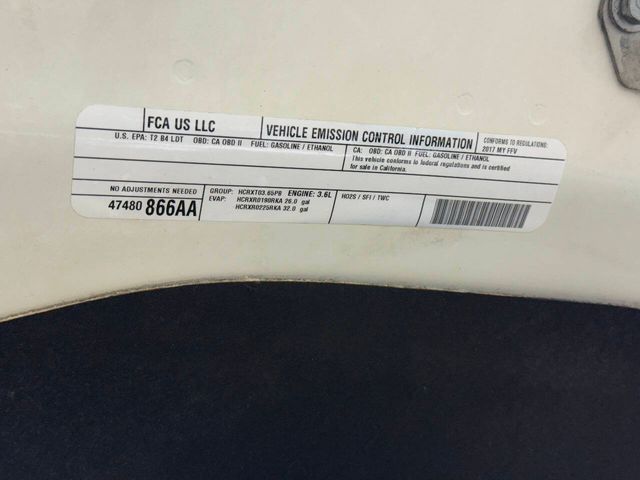 FCA US LLC
VEHICLE EMISSION CONTROL INFORMATION
CONFORMS TO REGULATIONS:
2017 MY FFV
U.S. EPA: T2 B4 LDT OBD: CA OBD II FUEL: GASOLINE / ETHANOL
CA: OBD: CA OBD II FUEL: GASOLINE / ETHANOL
This vehicle conforms to federal regulations and is certified
for sale in California.
NO ADJUSTMENTS NEEDED
47480 866AA
GROUP: HCRXT03.65P8 ENGINE: 3.6L
EVAP: HCRXR0190RKA 26.0 gal
HCRXR0225RKA 32.0 gal
HO2S / SFI / TWC